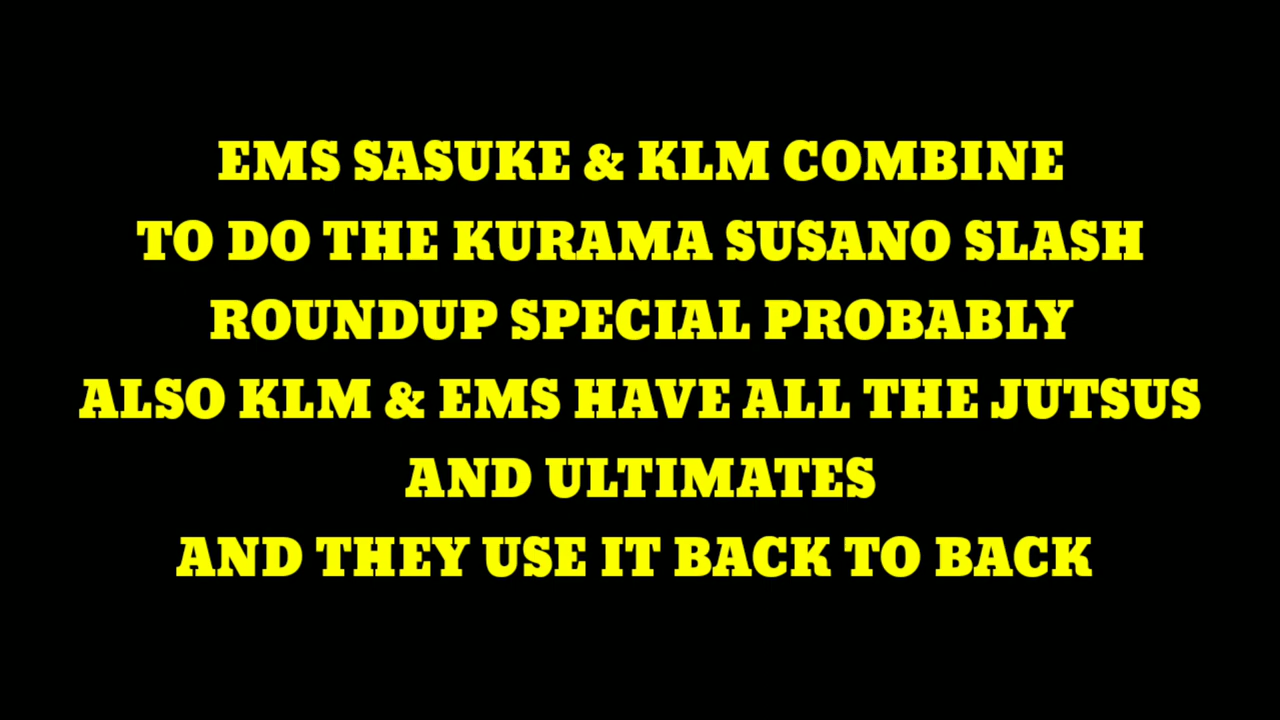 EMS SASUKE & KLM COMBINE
TO DO THE KURAMA SUSANO SLASH
ROUNDUP SPECIAL PROBABLY
ALSO KLM & EMS HAVE ALL THE JUTSUS
AND ULTIMATES
AND THEY USE IT BACK TO BACK